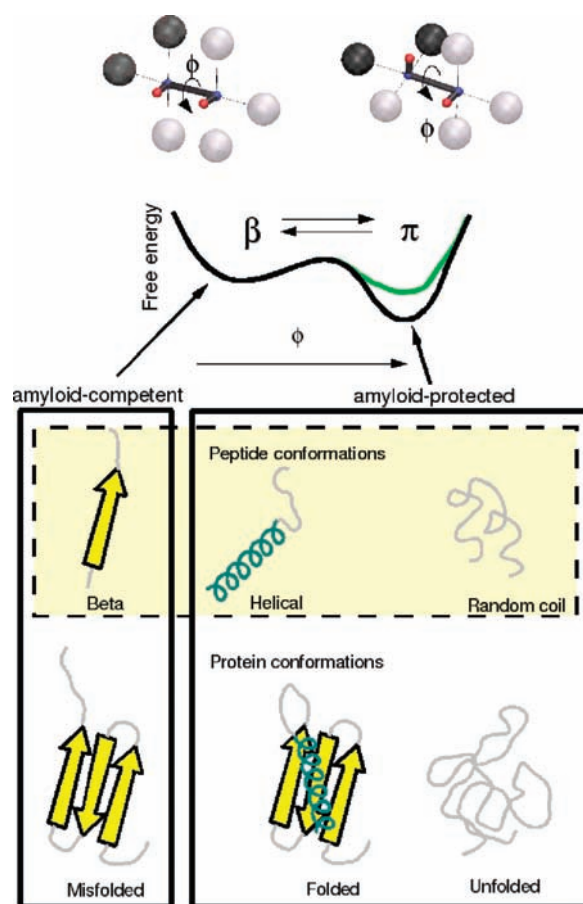 ϕ
ϕ
Free energy
β
π
ϕ
amyloid-competent
amyloid-protected
Peptide conformations
Beta
Helical
Random coil
Protein conformations
Misfolded
Folded
Unfolded